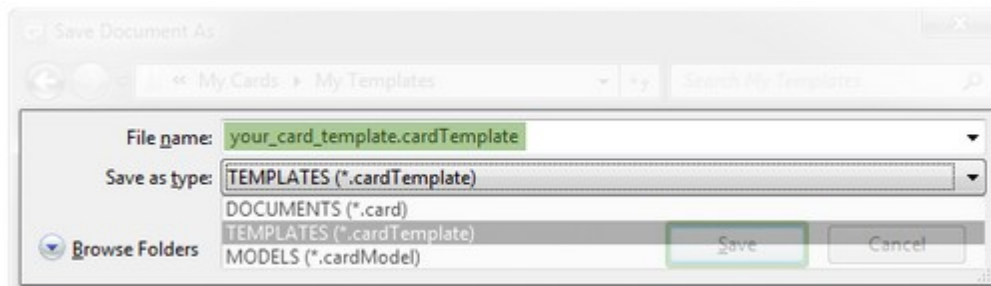 Save Document As
« My Cards ▸ My Templates Search My Templates
File name: your_card_template.cardTemplate
Save as type: TEMPLATES (*.cardTemplate)
DOCUMENTS (*.card)
TEMPLATES (*.cardTemplate)
MODELS (*.cardModel)
Browse Folders Save Cancel